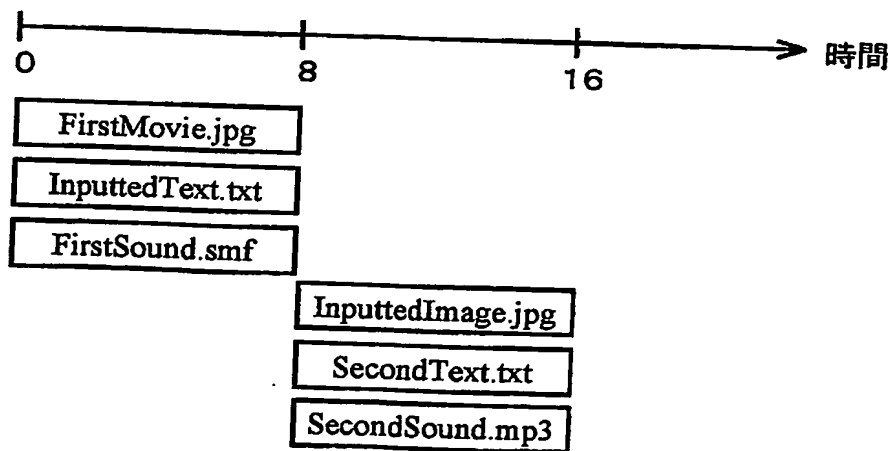 時間
0 8 16
FirstMovie.jpg
InputtedText.txt
FirstSound.smf
InputtedImage.jpg
SecondText.txt
SecondSound.mp3